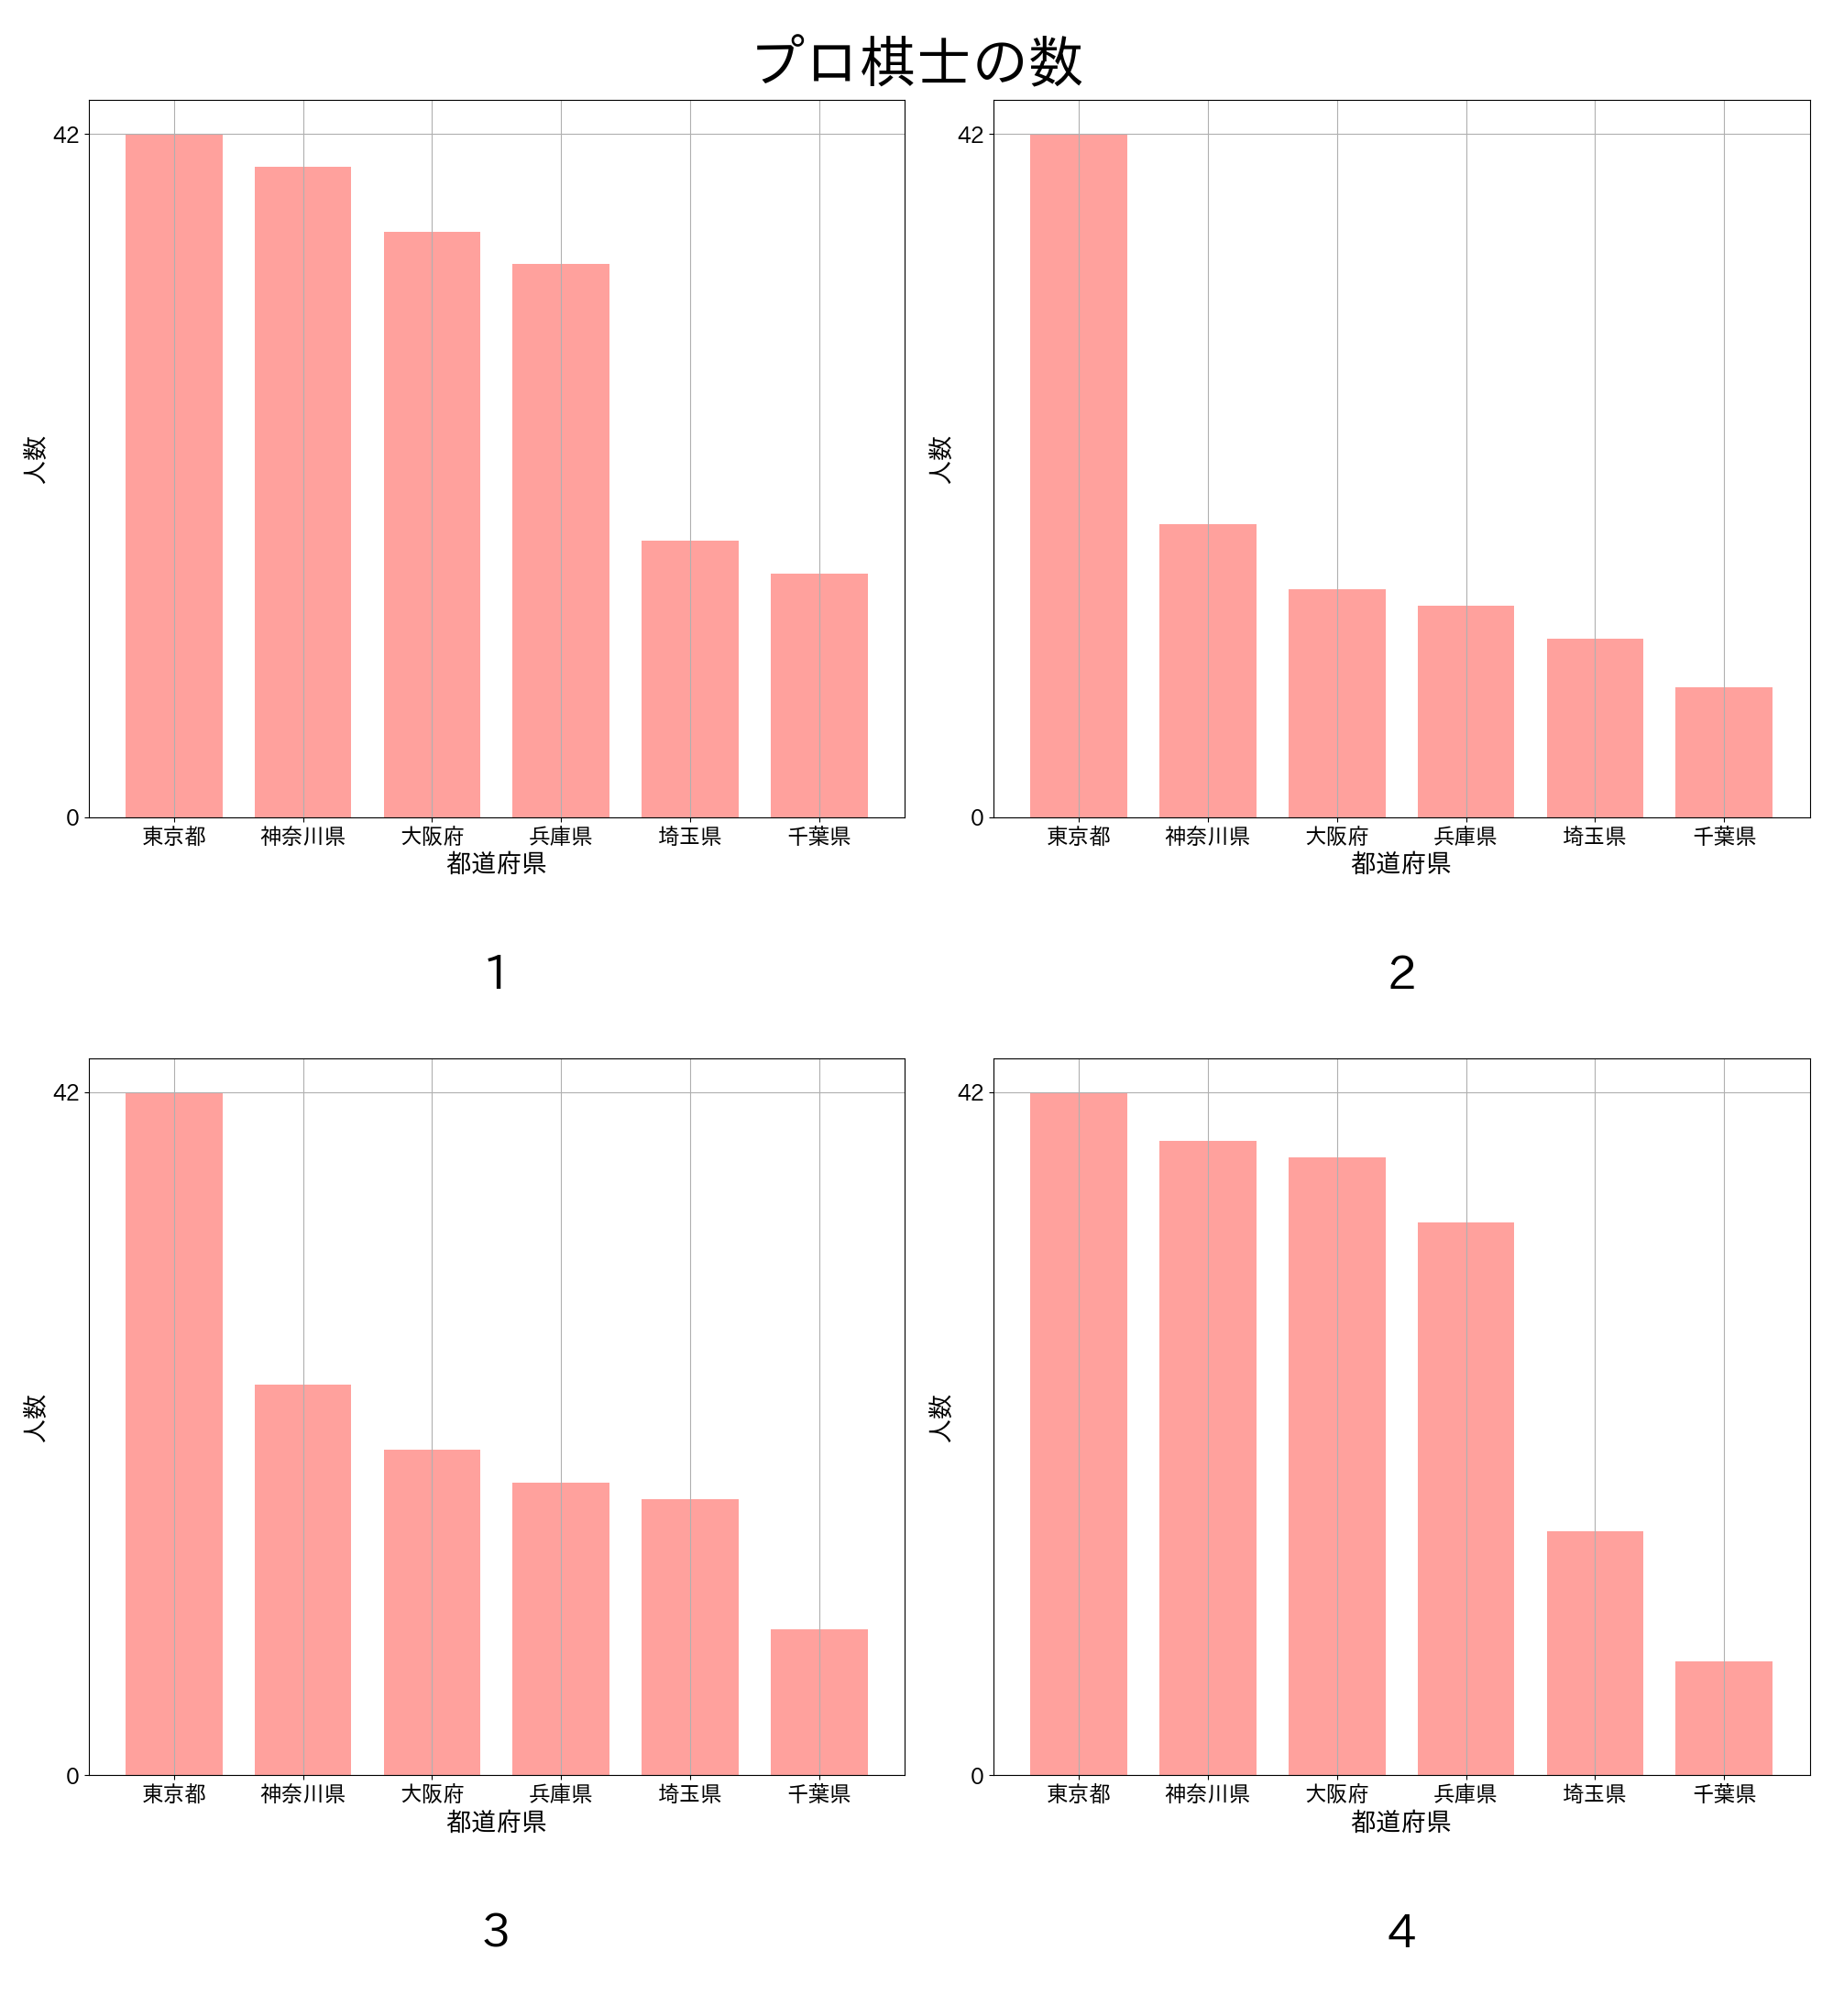 プロ棋士の数
42
人数
0
東京都 神奈川県 大阪府 兵庫県 埼玉県 千葉県
都道府県
1
42
人数
0
東京都 神奈川県 大阪府 兵庫県 埼玉県 千葉県
都道府県
2
42
人数
0
東京都 神奈川県 大阪府 兵庫県 埼玉県 千葉県
都道府県
3
42
人数
0
東京都 神奈川県 大阪府 兵庫県 埼玉県 千葉県
都道府県
4